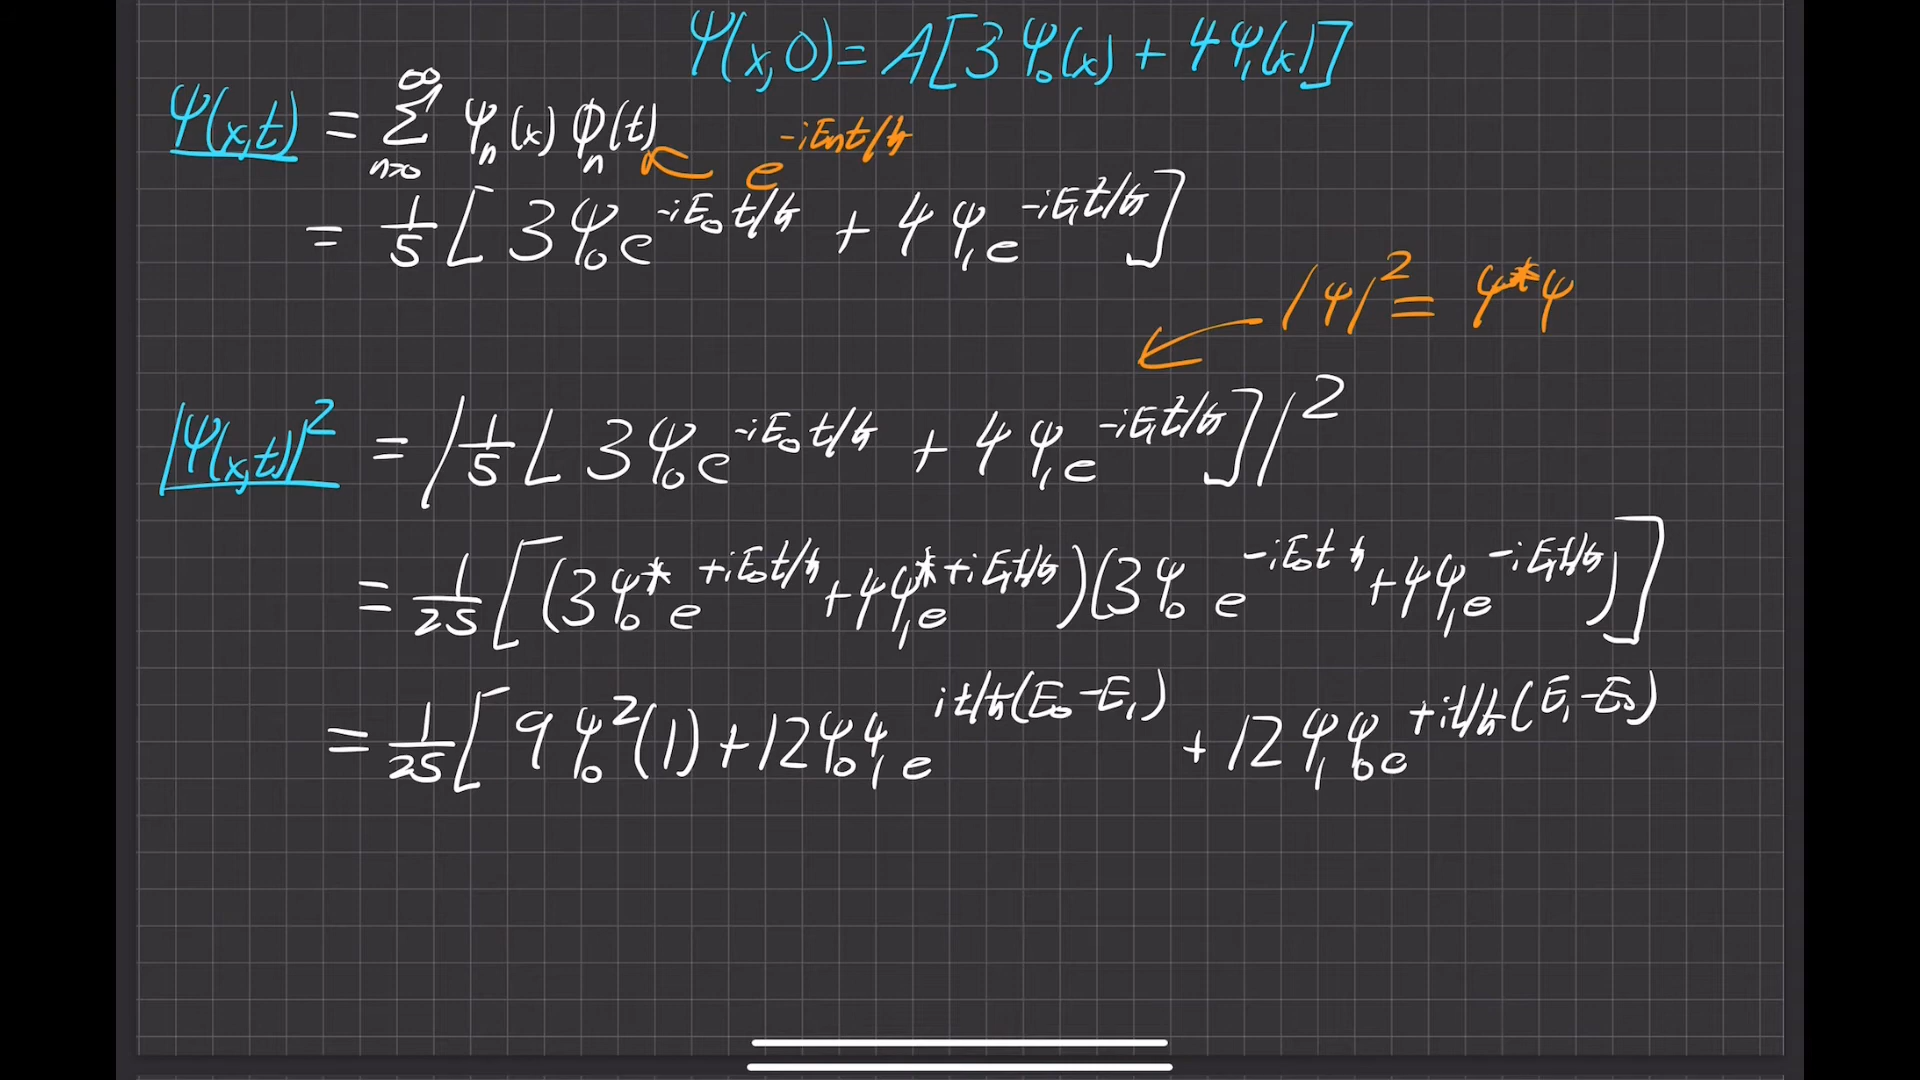 Ψ(x,0) = A[3ψ₀(x) + 4ψ₁(x)]
Ψ(x,t) = ∑_{n=0}^{∞} ψₙ(x) φₙ(t) ← e^{-iEₙt/ħ}
= 1/5 [3ψ₀e^{-iE₀t/ħ} + 4ψ₁e^{-iE₁t/ħ}]
|ψ|² = ψ*ψ
|Ψ(x,t)|² = |1/5 [3ψ₀e^{-iE₀t/ħ} + 4ψ₁e^{-iE₁t/ħ}]|²
= 1/25 [(3ψ₀*e^{+iE₀t/ħ} + 4ψ₁*e^{+iE₁t/ħ})(3ψ₀e^{-iE₀t ħ} + 4ψ₁e^{-iE₁t/ħ})]
= 1/25 [9ψ₀²(1) + 12ψ₀ψ₁e^{it/ħ(E₀-E₁)} + 12ψ₁ψ₀e^{+it/ħ(E₁-E₀)}